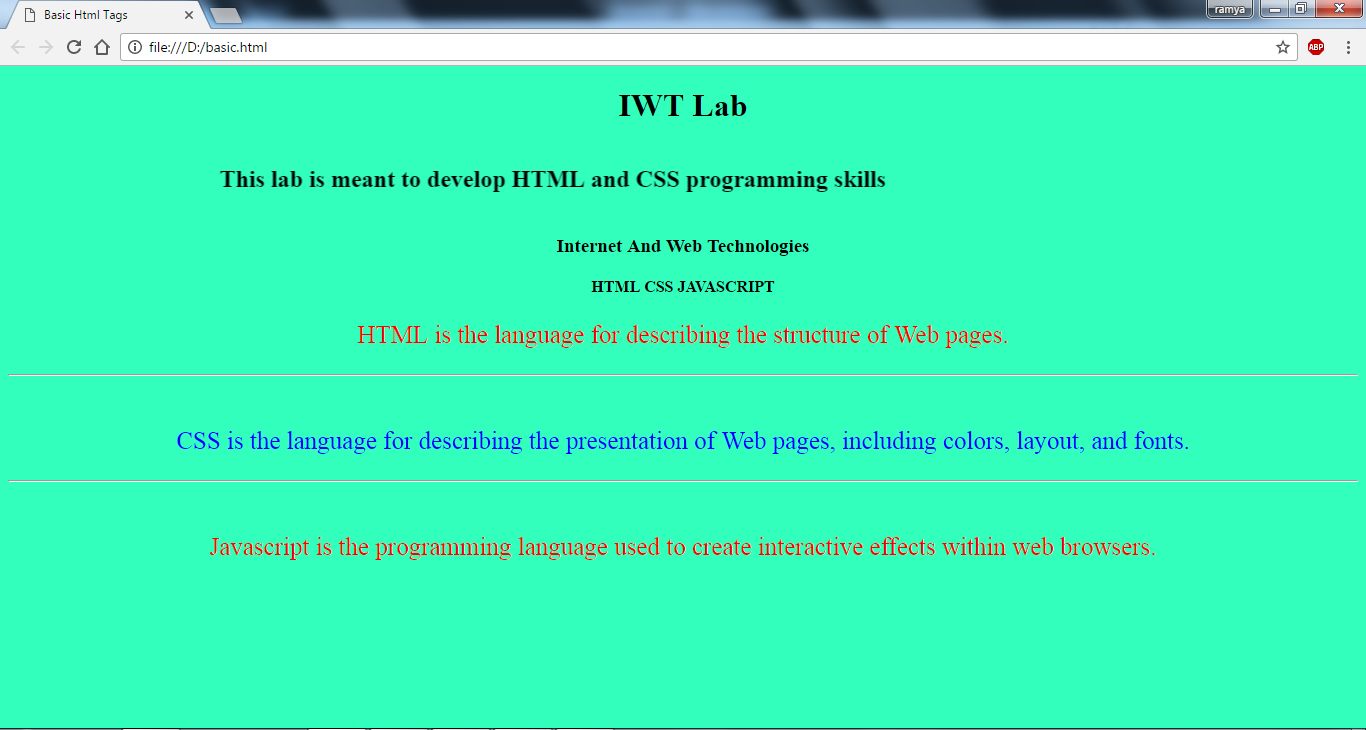 Basic Html Tags
ramya
file:///D:/basic.html
ABP
IWT Lab
This lab is meant to develop HTML and CSS programming skills
Internet And Web Technologies
HTML CSS JAVASCRIPT
HTML is the language for describing the structure of Web pages.
CSS is the language for describing the presentation of Web pages, including colors, layout, and fonts.
Javascript is the programming language used to create interactive effects within web browsers.